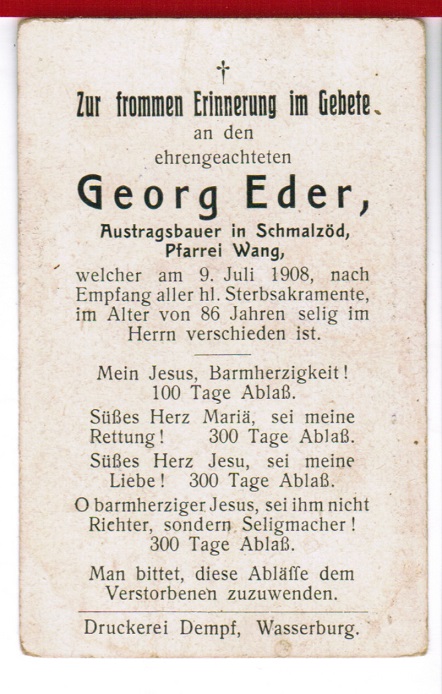 †
Zur frommen Erinnerung im Gebete
an den
ehrengeachteten
Georg Eder,
Austragsbauer in Schmalzöd,
Pfarrei Wang,
welcher am 9. Juli 1908, nach
Empfang aller hl. Sterbsakramente,
im Alter von 86 Jahren selig im
Herrn verschieden ist.
Mein Jesus, Barmherzigkeit!
100 Tage Ablaß.
Süßes Herz Mariä, sei meine
Rettung! 300 Tage Ablaß.
Süßes Herz Jesu, sei meine
Liebe! 300 Tage Ablaß.
O barmherziger Jesus, sei ihm nicht
Richter, sondern Seligmacher!
300 Tage Ablaß.
Man bittet, diese Abläſſe dem
Verstorbenen zuzuwenden.
Druckerei Dempf, Wasserburg.